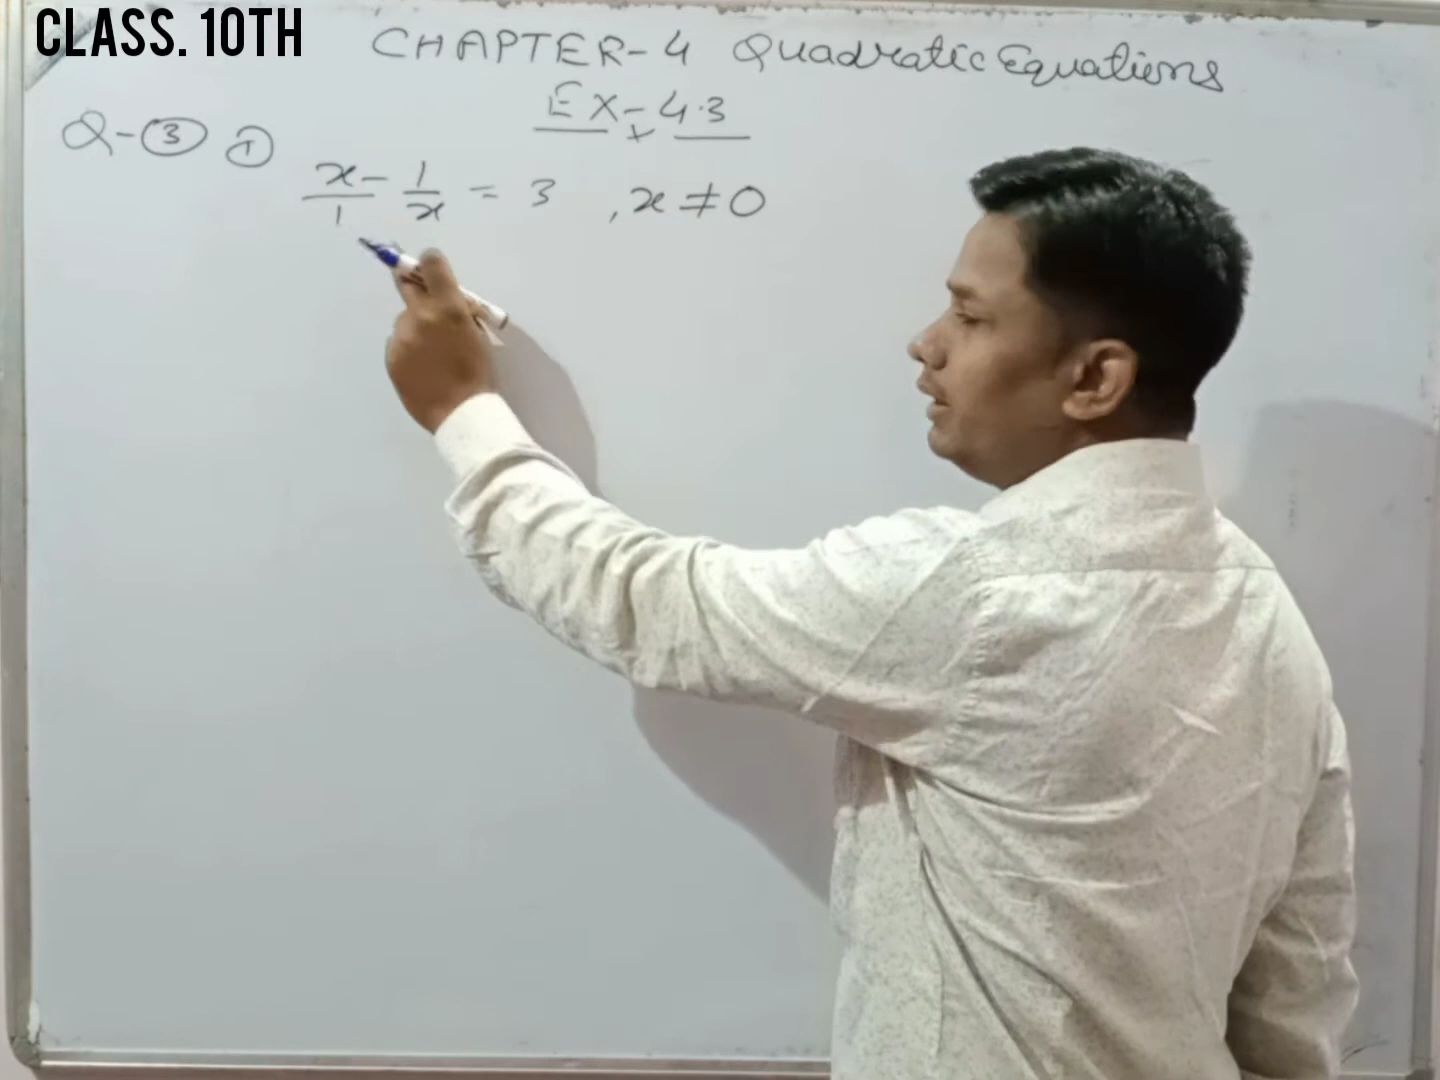 CLASS. 10TH
CHAPTER-4 Quadratic Equations
EX-4.3
Q-③ ①
x/1 - 1/x = 3 , x ≠ 0